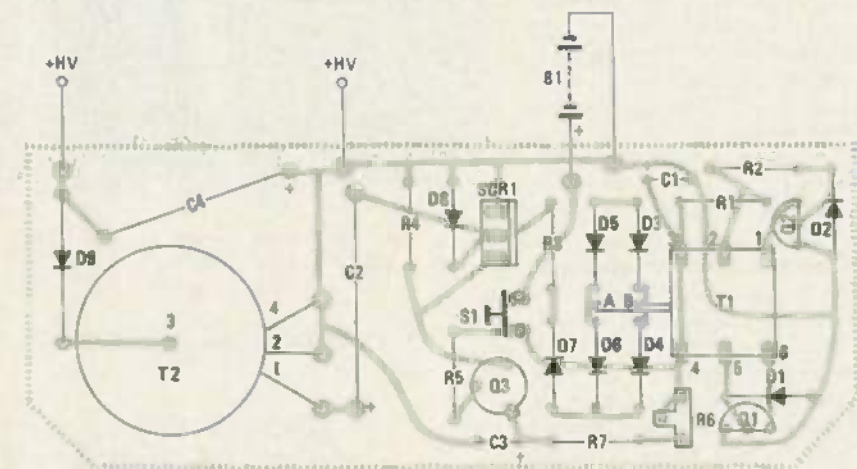 +HV
+HV
B1
+
+
C4
D9
3
T2
4
2
1
C2
+
R4
D8
SCR1
R3
D5
D3
C1
R2
R1
2
1
D2
A B
T1
S1
D7
D6
D4
4
5
6
R5
Q3
D1
R6
Q1
C3
+
R7